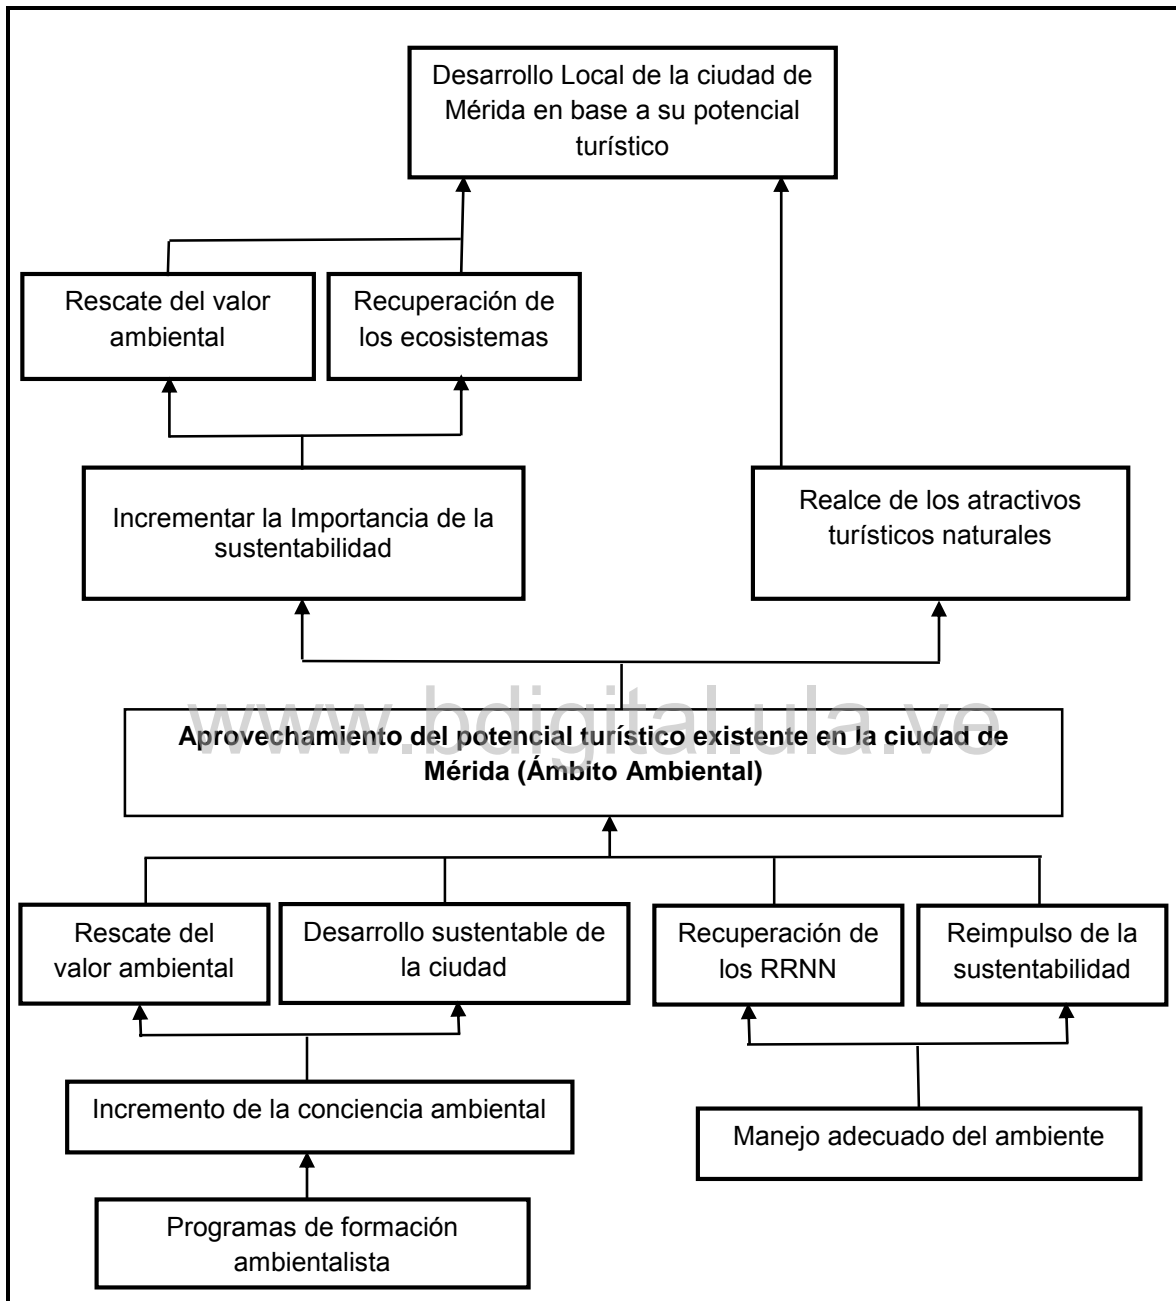 Desarrollo Local de la ciudad de
Mérida en base a su potencial
turístico
Rescate del valor
ambiental
Recuperación de
los ecosistemas
Incrementar la Importancia de la
sustentabilidad
Realce de los atractivos
turísticos naturales
www.bdigital.ula.ve
Aprovechamiento del potencial turístico existente en la ciudad de
Mérida (Ámbito Ambiental)
Rescate del
valor ambiental
Desarrollo sustentable de
la ciudad
Recuperación de
los RRNN
Reimpulso de la
sustentabilidad
Incremento de la conciencia ambiental
Manejo adecuado del ambiente
Programas de formación
ambientalista